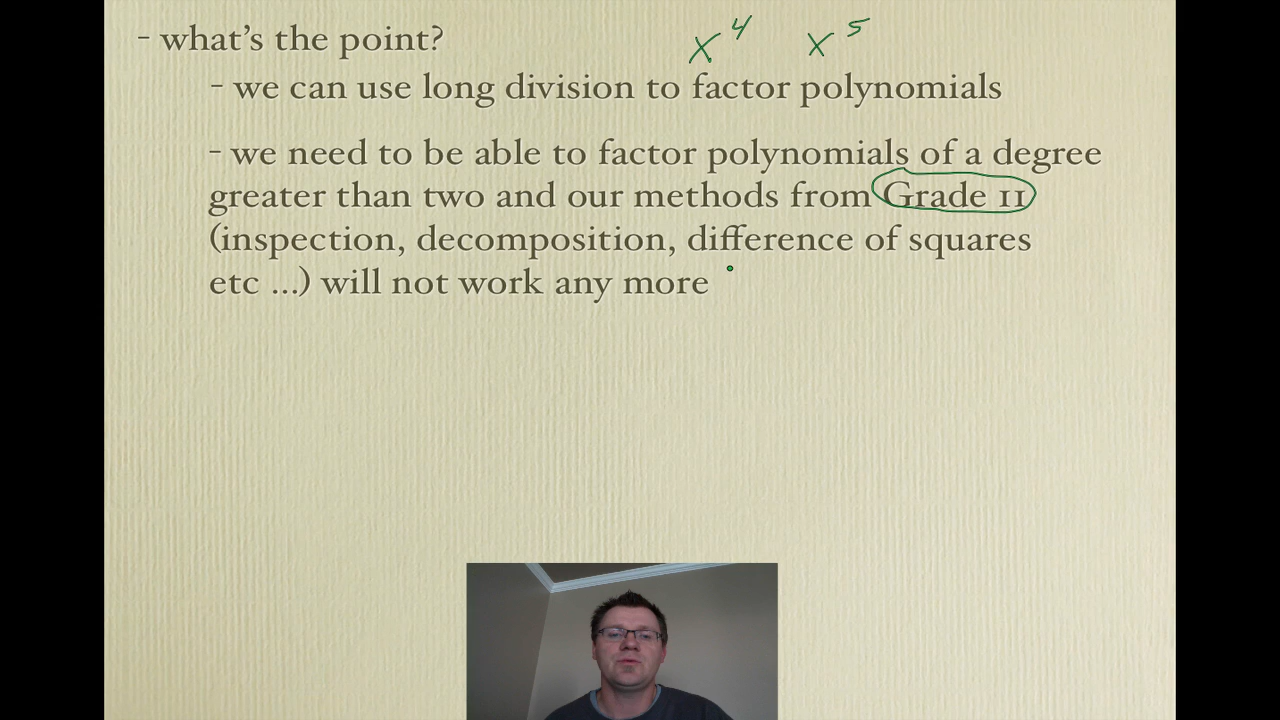 - what's the point?
x⁴ x⁵
- we can use long division to factor polynomials
- we need to be able to factor polynomials of a degree
greater than two and our methods from Grade 11
(inspection, decomposition, difference of squares
etc ...) will not work any more